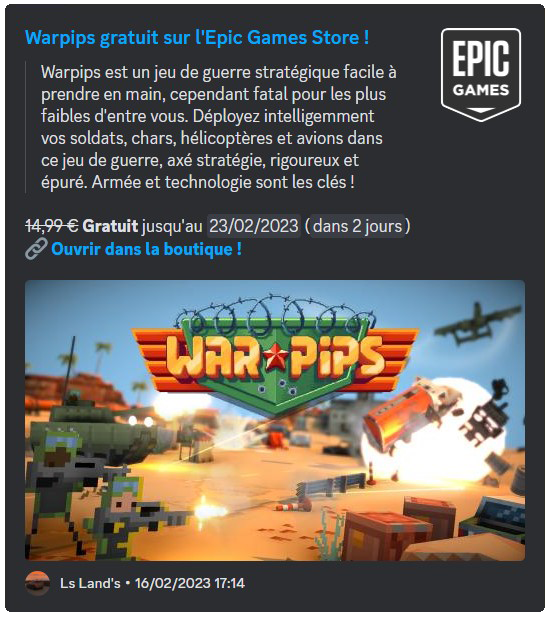 Warpips gratuit sur l'Epic Games Store !
EPIC
GAMES
Warpips est un jeu de guerre stratégique facile à
prendre en main, cependant fatal pour les plus
faibles d'entre vous. Déployez intelligemment
vos soldats, chars, hélicoptères et avions dans
ce jeu de guerre, axé stratégie, rigoureux et
épuré. Armée et technologie sont les clés !
14,99 € Gratuit jusqu'au 23/02/2023 (dans 2 jours)
Ouvrir dans la boutique !
WARPIPS
Ls Land's • 16/02/2023 17:14